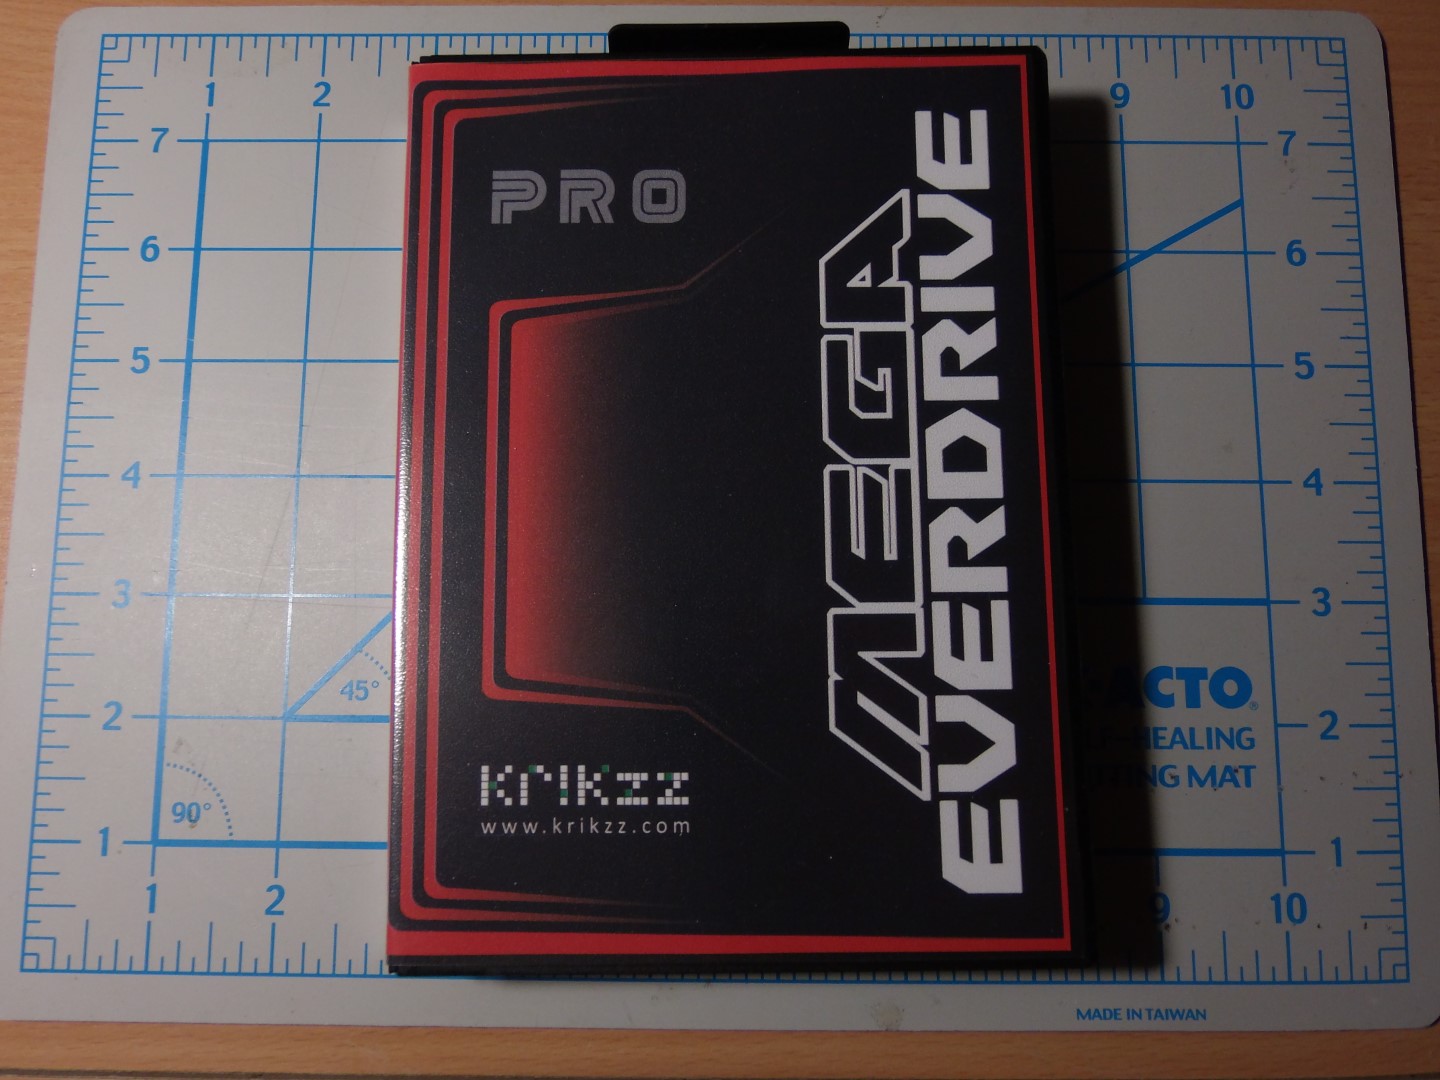 1 2 9 10
7 7
PRO
6 6
MEGA
EVERDRIVE
5 5
4 4
3 3
45°
ACTO®
2 2
HEALING
MAT
90°
krikzz
www.krikzz.com
1 1
1 2 9 10
MADE IN TAIWAN